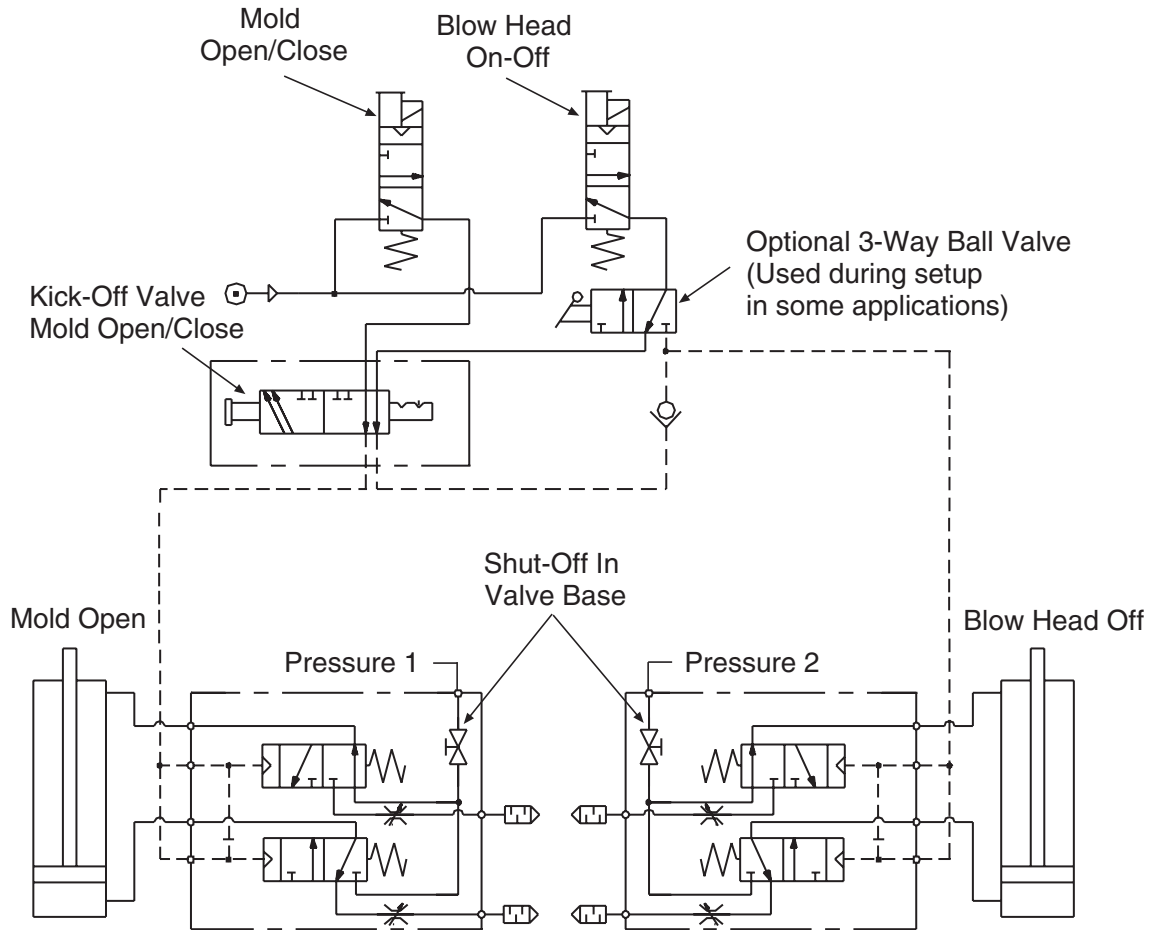 Mold
Open/Close
Blow Head
On-Off
Optional 3-Way Ball Valve
(Used during setup
in some applications)
Kick-Off Valve
Mold Open/Close
Shut-Off In
Valve Base
Mold Open
Blow Head Off
Pressure 1
Pressure 2